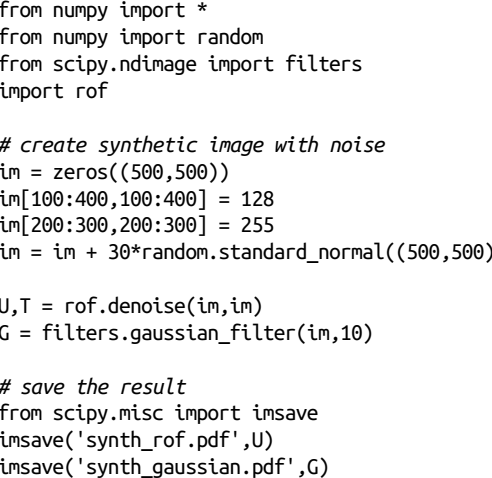 from numpy import *
from numpy import random
from scipy.ndimage import filters
import rof
# create synthetic image with noise
im = zeros((500,500))
im[100:400,100:400] = 128
im[200:300,200:300] = 255
im = im + 30*random.standard_normal((500,500)
U,T = rof.denoise(im,im)
G = filters.gaussian_filter(im,10)
# save the result
from scipy.misc import imsave
imsave('synth_rof.pdf',U)
imsave('synth_gaussian.pdf',G)